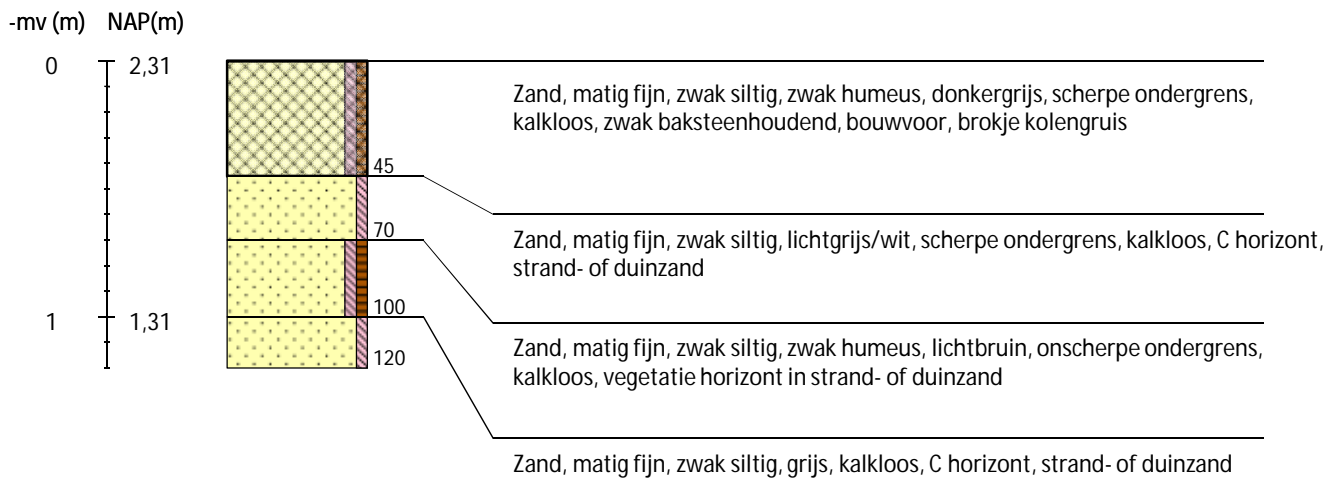 -mv (m) NAP(m)
0 2,31
Zand, matig fijn, zwak siltig, zwak humeus, donkergrijs, scherpe ondergrens,
kalkloos, zwak baksteenhoudend, bouwvoor, brokje kolengruis
45
70
Zand, matig fijn, zwak siltig, lichtgrijs/wit, scherpe ondergrens, kalkloos, C horizont,
strand- of duinzand
100
1 1,31
Zand, matig fijn, zwak siltig, zwak humeus, lichtbruin, onscherpe ondergrens,
kalkloos, vegetatie horizont in strand- of duinzand
120
Zand, matig fijn, zwak siltig, grijs, kalkloos, C horizont, strand- of duinzand